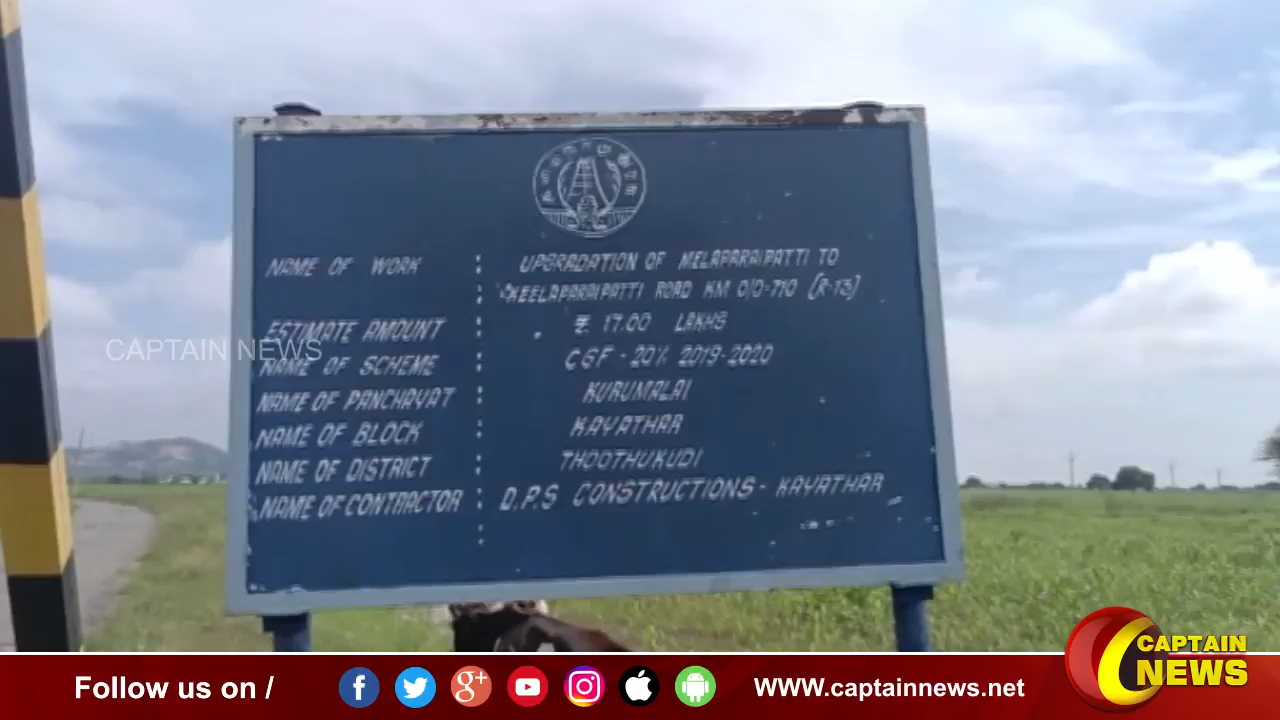 NAME OF WORK : UPGRADATION OF MELAPARAIPATTI TO
KEELAPARAIPATTI ROAD KM 0/0-710 (R-13)
ESTIMATE AMOUNT : ₹ 17.00 LAKHS
CAPTAIN NEWS
NAME OF SCHEME : CGF - 20% 2019-2020
NAME OF PANCHAYAT : KURUMALAI
NAME OF BLOCK : KAYATHAR
NAME OF DISTRICT : THOOTHUKUDI
NAME OF CONTRACTOR : D.P.S CONSTRUCTIONS - KAYATHAR
Follow us on /
WWW.captainnews.net
CAPTAIN
NEWS